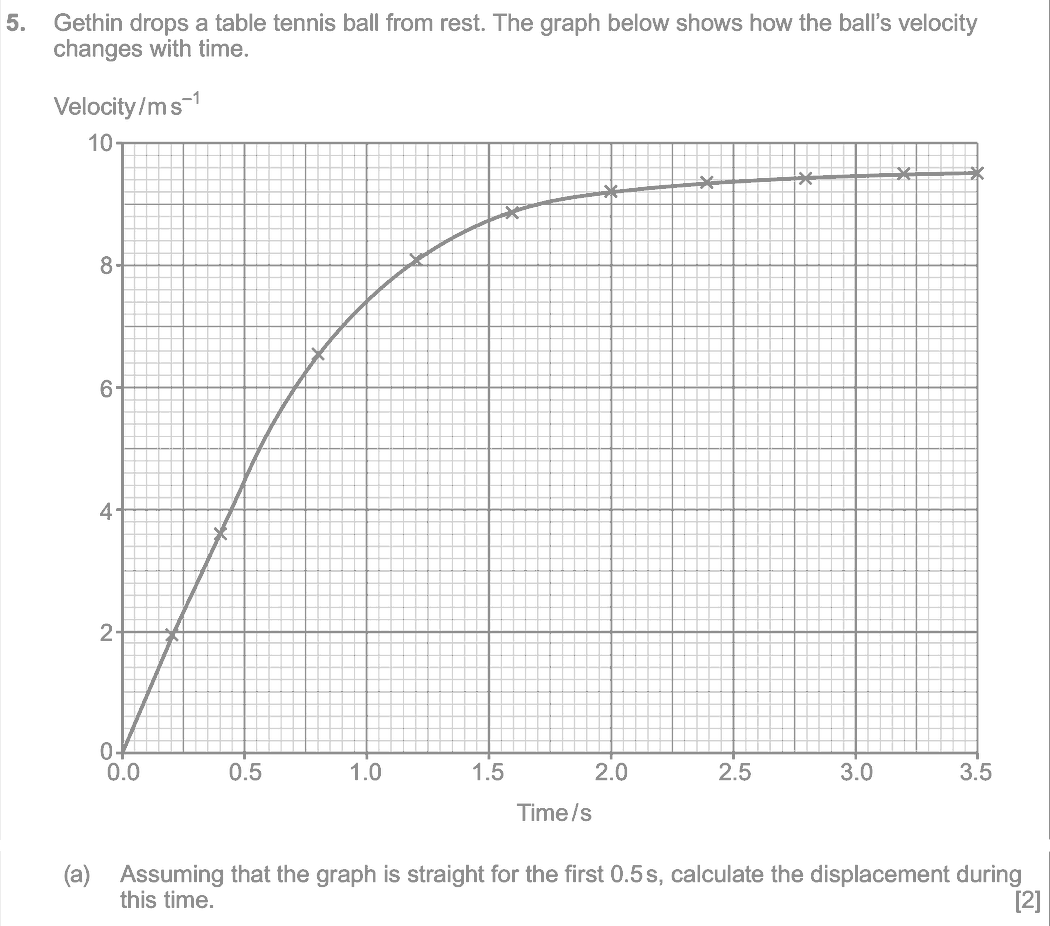 5. Gethin drops a table tennis ball from rest. The graph below shows how the ball’s velocity
changes with time.
Velocity/m s⁻¹
10
8
6
4
2
0
0.0 0.5 1.0 1.5 2.0 2.5 3.0 3.5
Time/s
(a) Assuming that the graph is straight for the first 0.5 s, calculate the displacement during
this time. [2]